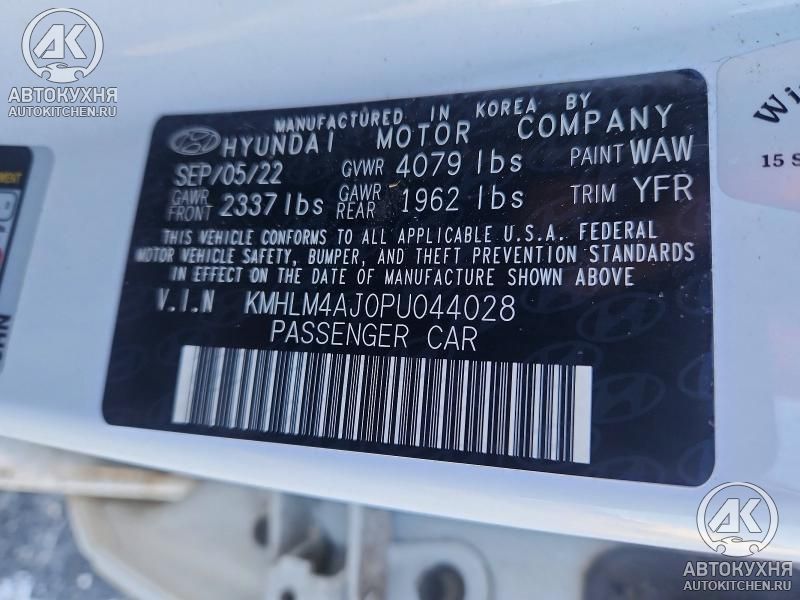 AK
АВТОКУХНЯ
AUTOKITCHEN.RU
MANUFACTURED IN KOREA BY
HYUNDAI MOTOR COMPANY
SEP/05/22 GVWR 4079 lbs PAINT WAW
GAWR FRONT 2337 lbs GAWR REAR 1962 lbs TRIM YFR
THIS VEHICLE CONFORMS TO ALL APPLICABLE U.S.A. FEDERAL
MOTOR VEHICLE SAFETY, BUMPER, AND THEFT PREVENTION STANDARDS
IN EFFECT ON THE DATE OF MANUFACTURE SHOWN ABOVE
V.I.N KMHLM4AJ0PU044028
PASSENGER CAR
15 S
AK
АВТОКУХНЯ
AUTOKITCHEN.RU